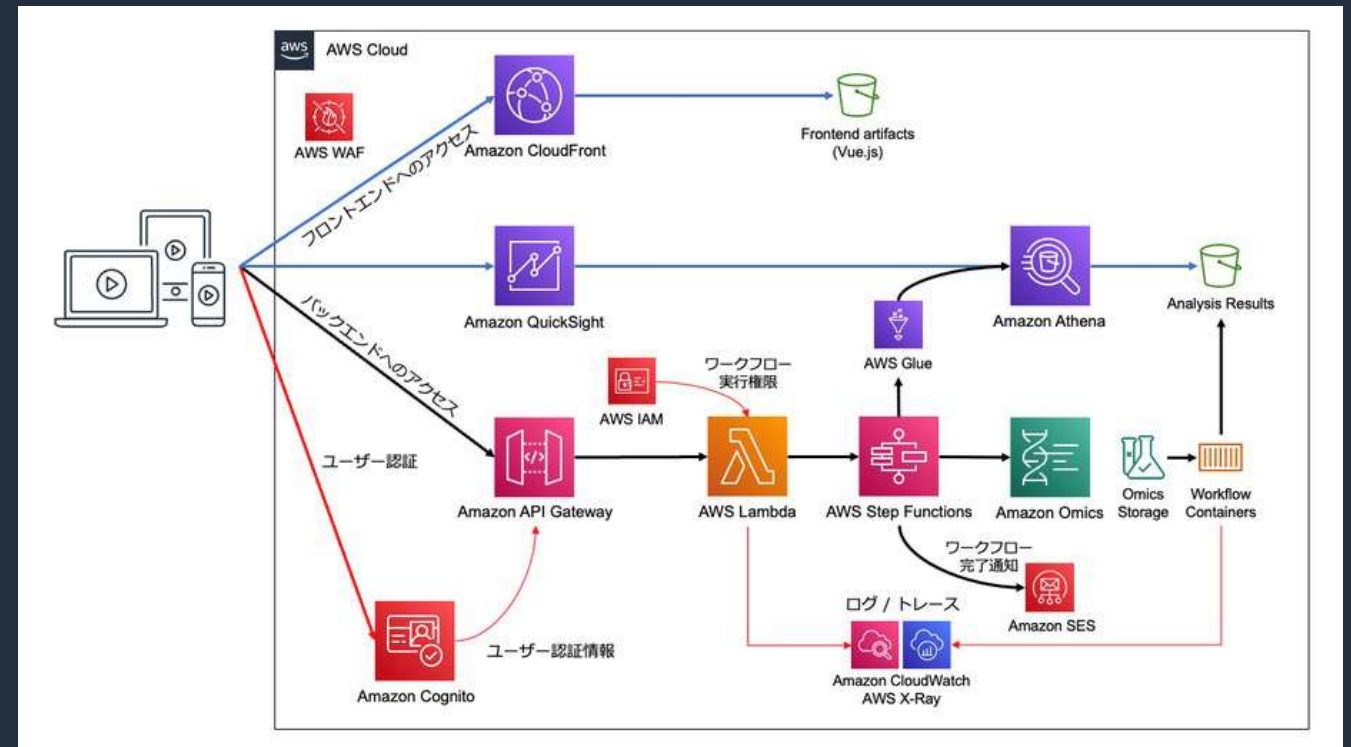 aws
AWS Cloud
AWS WAF
Amazon CloudFront
Frontend artifacts
(Vue.js)
フロントエンドへのアクセス
Amazon QuickSight
Amazon Athena
Analysis Results
バックエンドへのアクセス
AWS Glue
AWS IAM
ワークフロー
実行権限
ユーザー認証
Amazon API Gateway
AWS Lambda
AWS Step Functions
Amazon Omics
Omics
Storage
Workflow
Containers
ワークフロー
完了通知
Amazon SES
ログ / トレース
Amazon CloudWatch
AWS X-Ray
ユーザー認証情報
Amazon Cognito